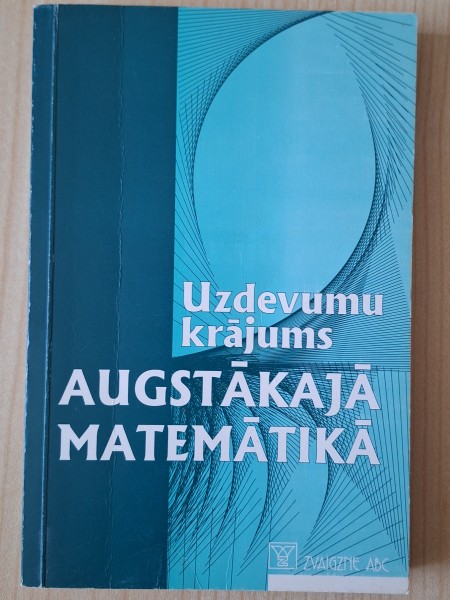 Uzdevumu
krājums
AUGSTĀKAJĀ
MATEMĀTIKĀ
ZVAIGZNE ABC